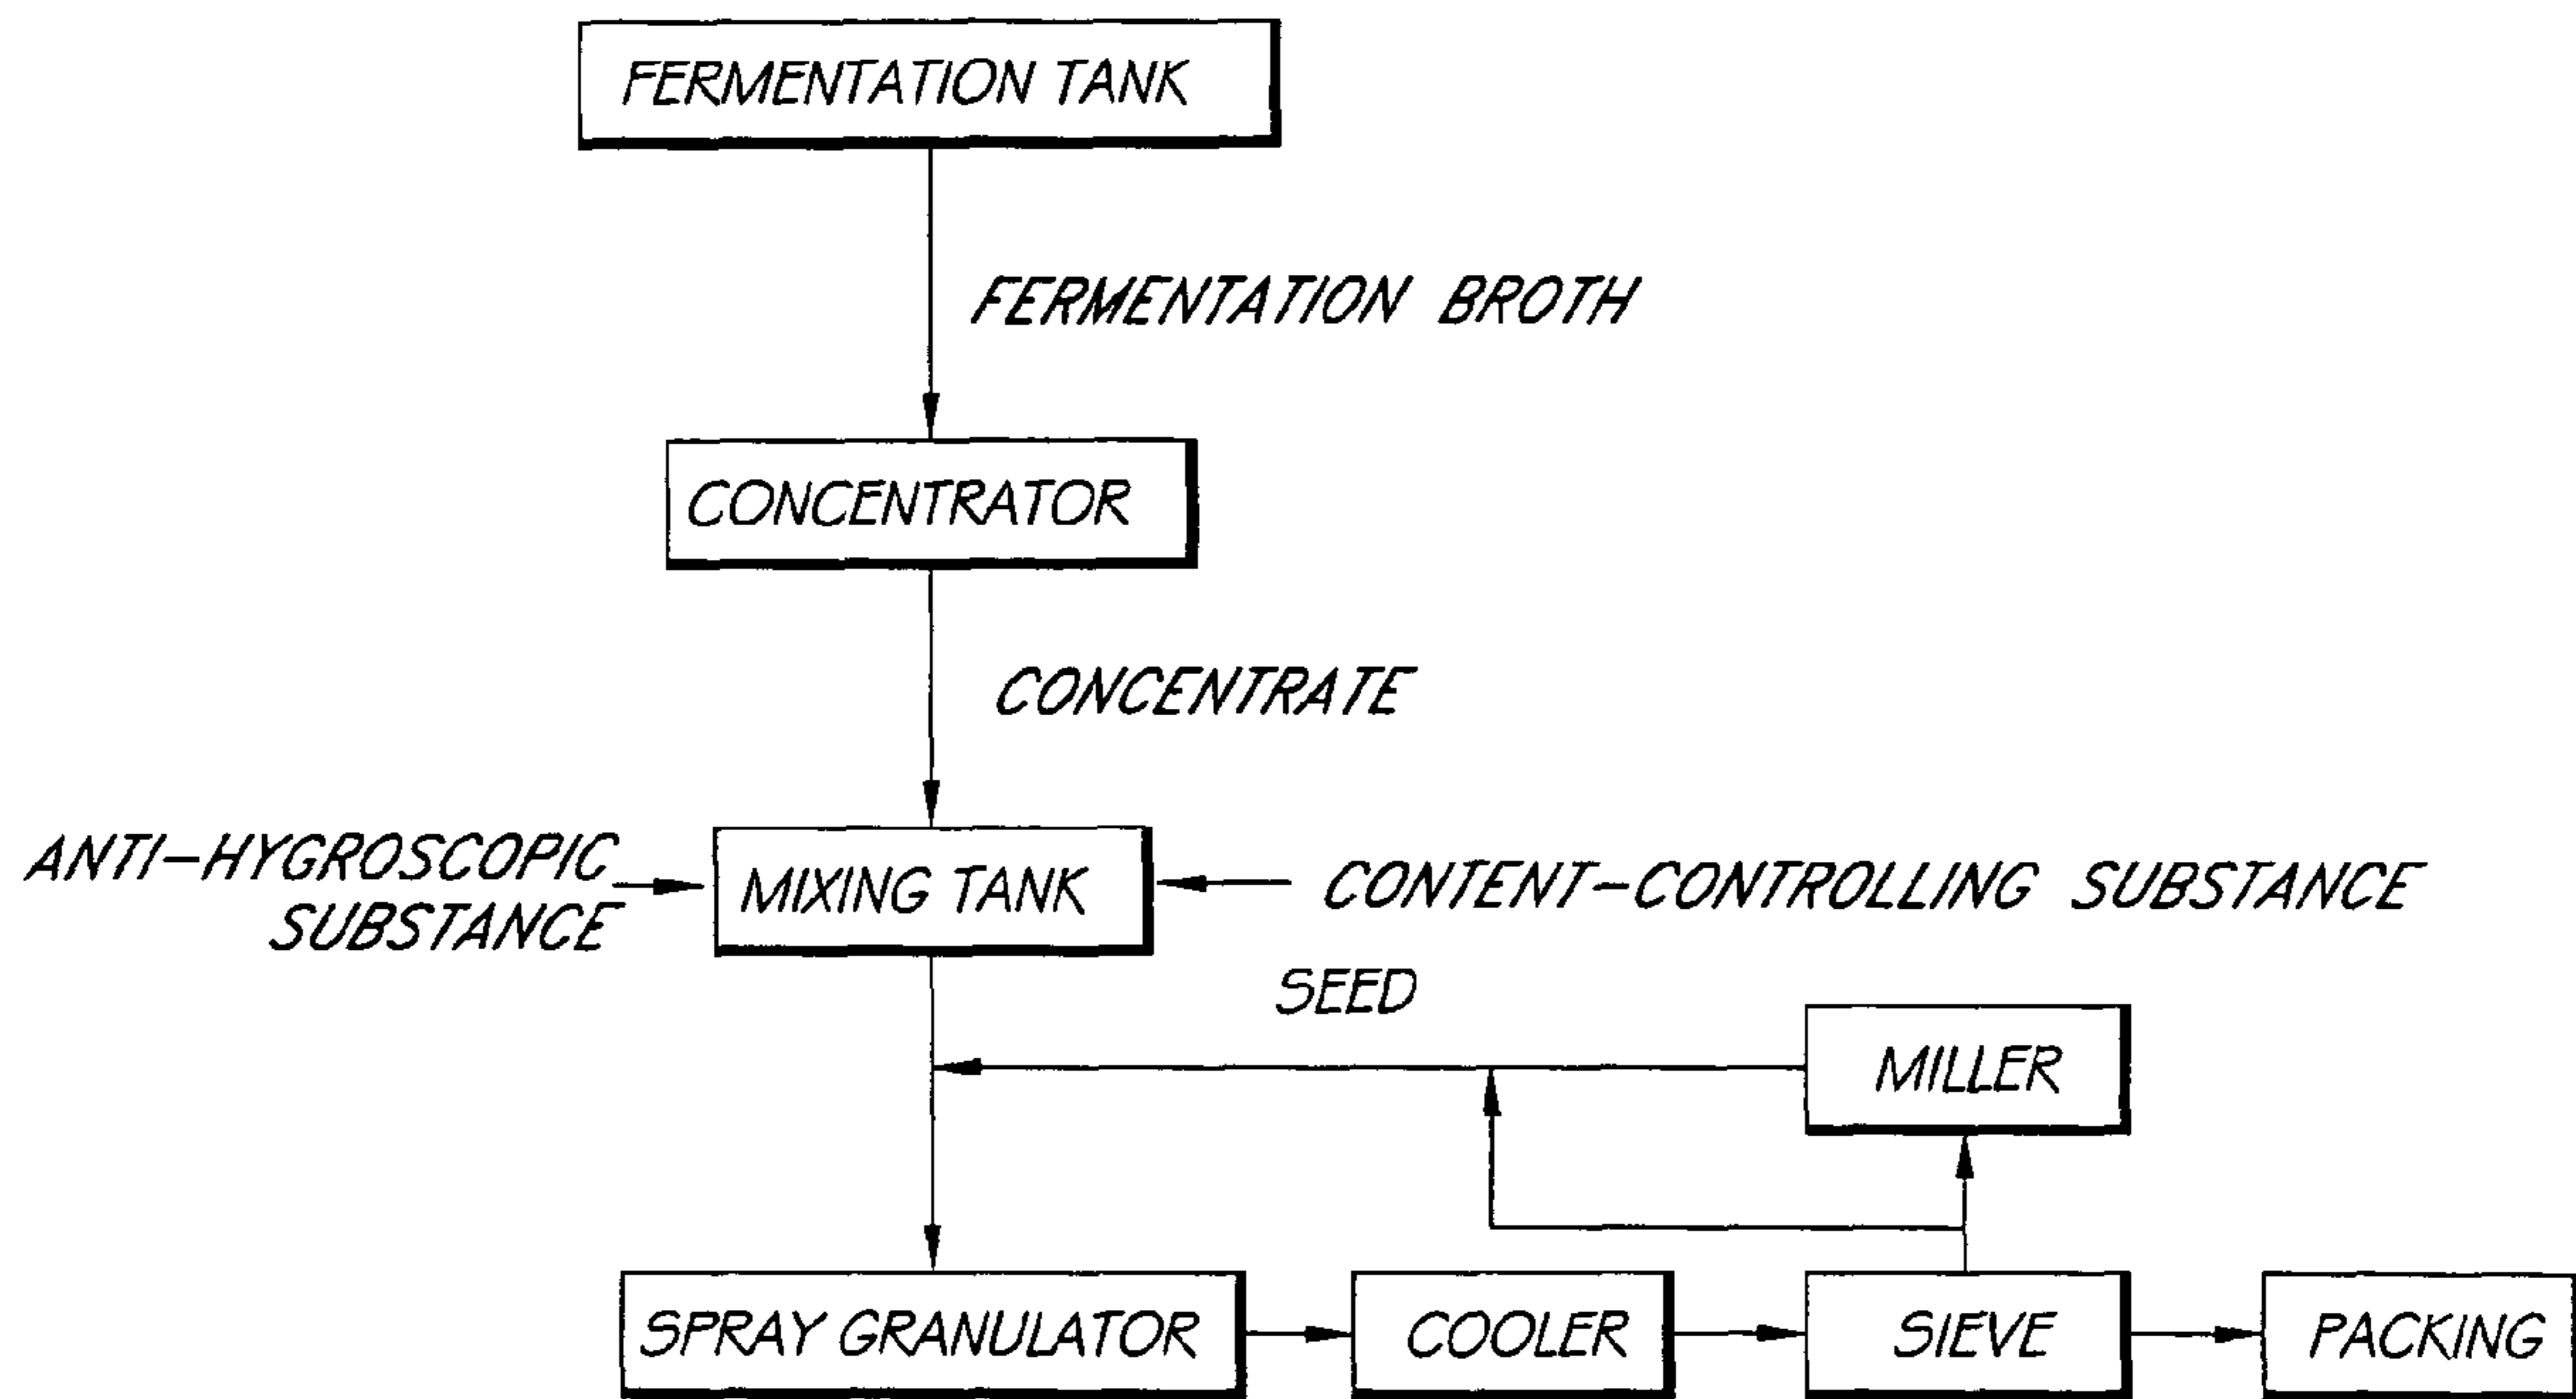 FERMENTATION TANK
FERMENTATION BROTH
CONCENTRATOR
CONCENTRATE
ANTI-HYGROSCOPIC
SUBSTANCE
MIXING TANK
CONTENT-CONTROLLING SUBSTANCE
SEED
MILLER
SPRAY GRANULATOR
COOLER
SIEVE
PACKING